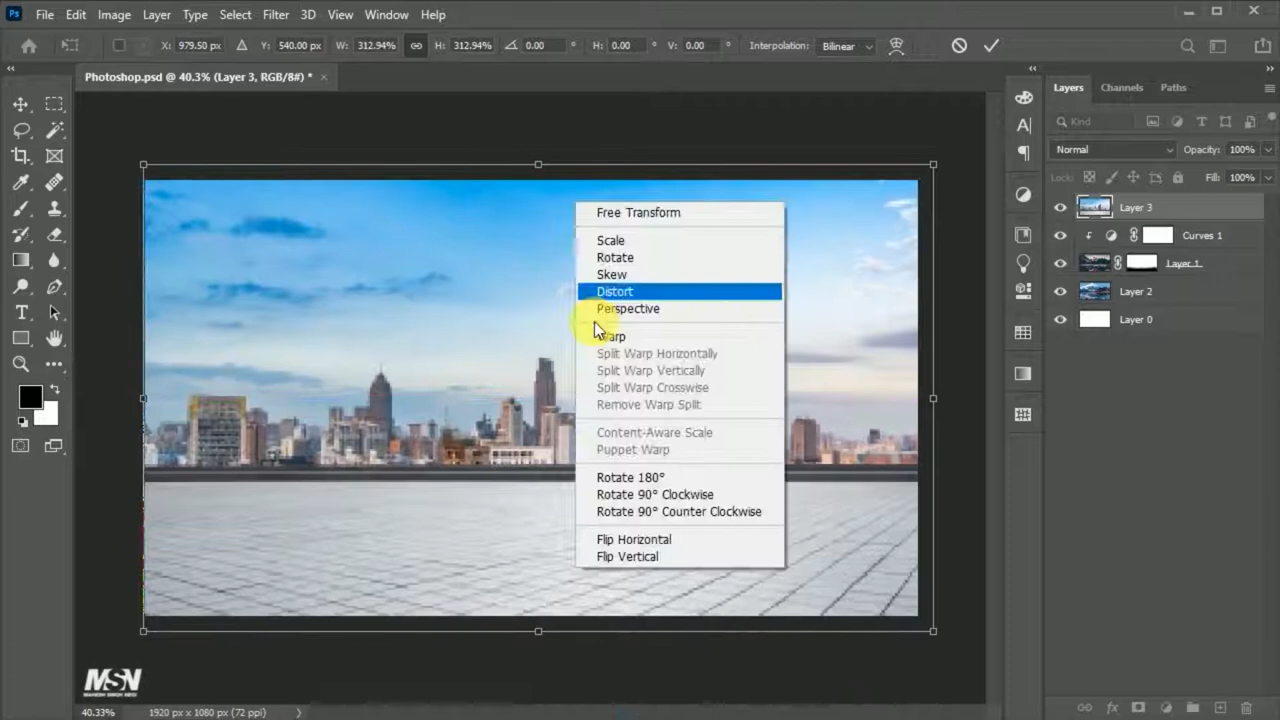 Ps File Edit Image Layer Type Select Filter 3D View Window Help
X: 979.50 px Y: 540.00 px W: 312.94% H: 312.94% 0.00 ° H: 0.00 ° V: 0.00 ° Interpolation: Bilinear
Photoshop.psd @ 40.3% (Layer 3, RGB/8#) * ×
Layers Channels Paths
Kind
Normal Opacity: 100%
Lock: Fill: 100%
Layer 3
Curves 1
Layer 1
Layer 2
Layer 0
Free Transform
Scale
Rotate
Skew
Distort
Perspective
Warp
Split Warp Horizontally
Split Warp Vertically
Split Warp Crosswise
Remove Warp Split
Content-Aware Scale
Puppet Warp
Rotate 180°
Rotate 90° Clockwise
Rotate 90° Counter Clockwise
Flip Horizontal
Flip Vertical
MSN
40.33% 1920 px x 1080 px (72 ppi)